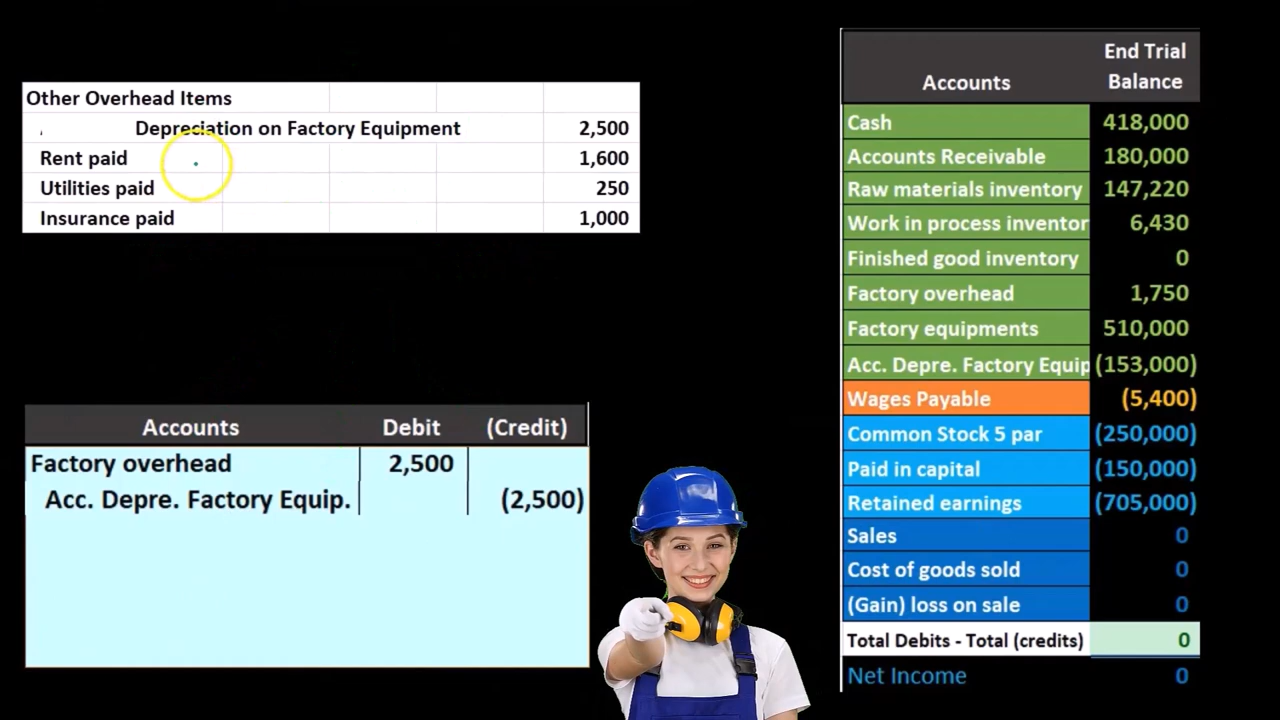 Other Overhead Items
Depreciation on Factory Equipment 2,500
Rent paid 1,600
Utilities paid 250
Insurance paid 1,000
Accounts Debit (Credit)
Factory overhead 2,500
Acc. Depre. Factory Equip. (2,500)
Accounts End Trial Balance
Cash 418,000
Accounts Receivable 180,000
Raw materials inventory 147,220
Work in process inventor 6,430
Finished good inventory 0
Factory overhead 1,750
Factory equipments 510,000
Acc. Depre. Factory Equip (153,000)
Wages Payable (5,400)
Common Stock 5 par (250,000)
Paid in capital (150,000)
Retained earnings (705,000)
Sales 0
Cost of goods sold 0
(Gain) loss on sale 0
Total Debits - Total (credits) 0
Net Income 0